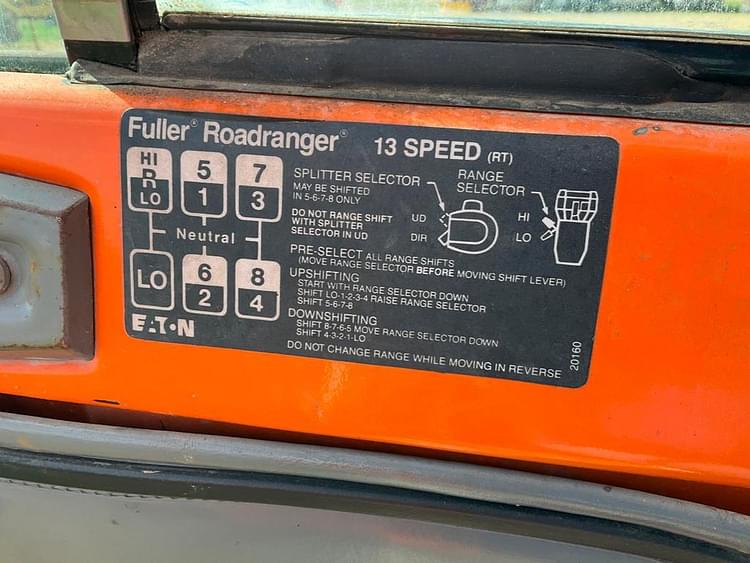 Fuller® Roadranger® 13 SPEED (RT)
HI
R
LO
5
1
7
3
Neutral
LO
6
2
8
4
EATON
SPLITTER SELECTOR
MAY BE SHIFTED
IN 5-6-7-8 ONLY
DO NOT RANGE SHIFT
WITH SPLITTER
SELECTOR IN UD
UD
DIR
RANGE
SELECTOR
HI
LO
PRE-SELECT ALL RANGE SHIFTS
(MOVE RANGE SELECTOR BEFORE MOVING SHIFT LEVER)
UPSHIFTING
START WITH RANGE SELECTOR DOWN
SHIFT LO-1-2-3-4 RAISE RANGE SELECTOR
SHIFT 5-6-7-8
DOWNSHIFTING
SHIFT 8-7-6-5 MOVE RANGE SELECTOR DOWN
SHIFT 4-3-2-1-LO
DO NOT CHANGE RANGE WHILE MOVING IN REVERSE
20160